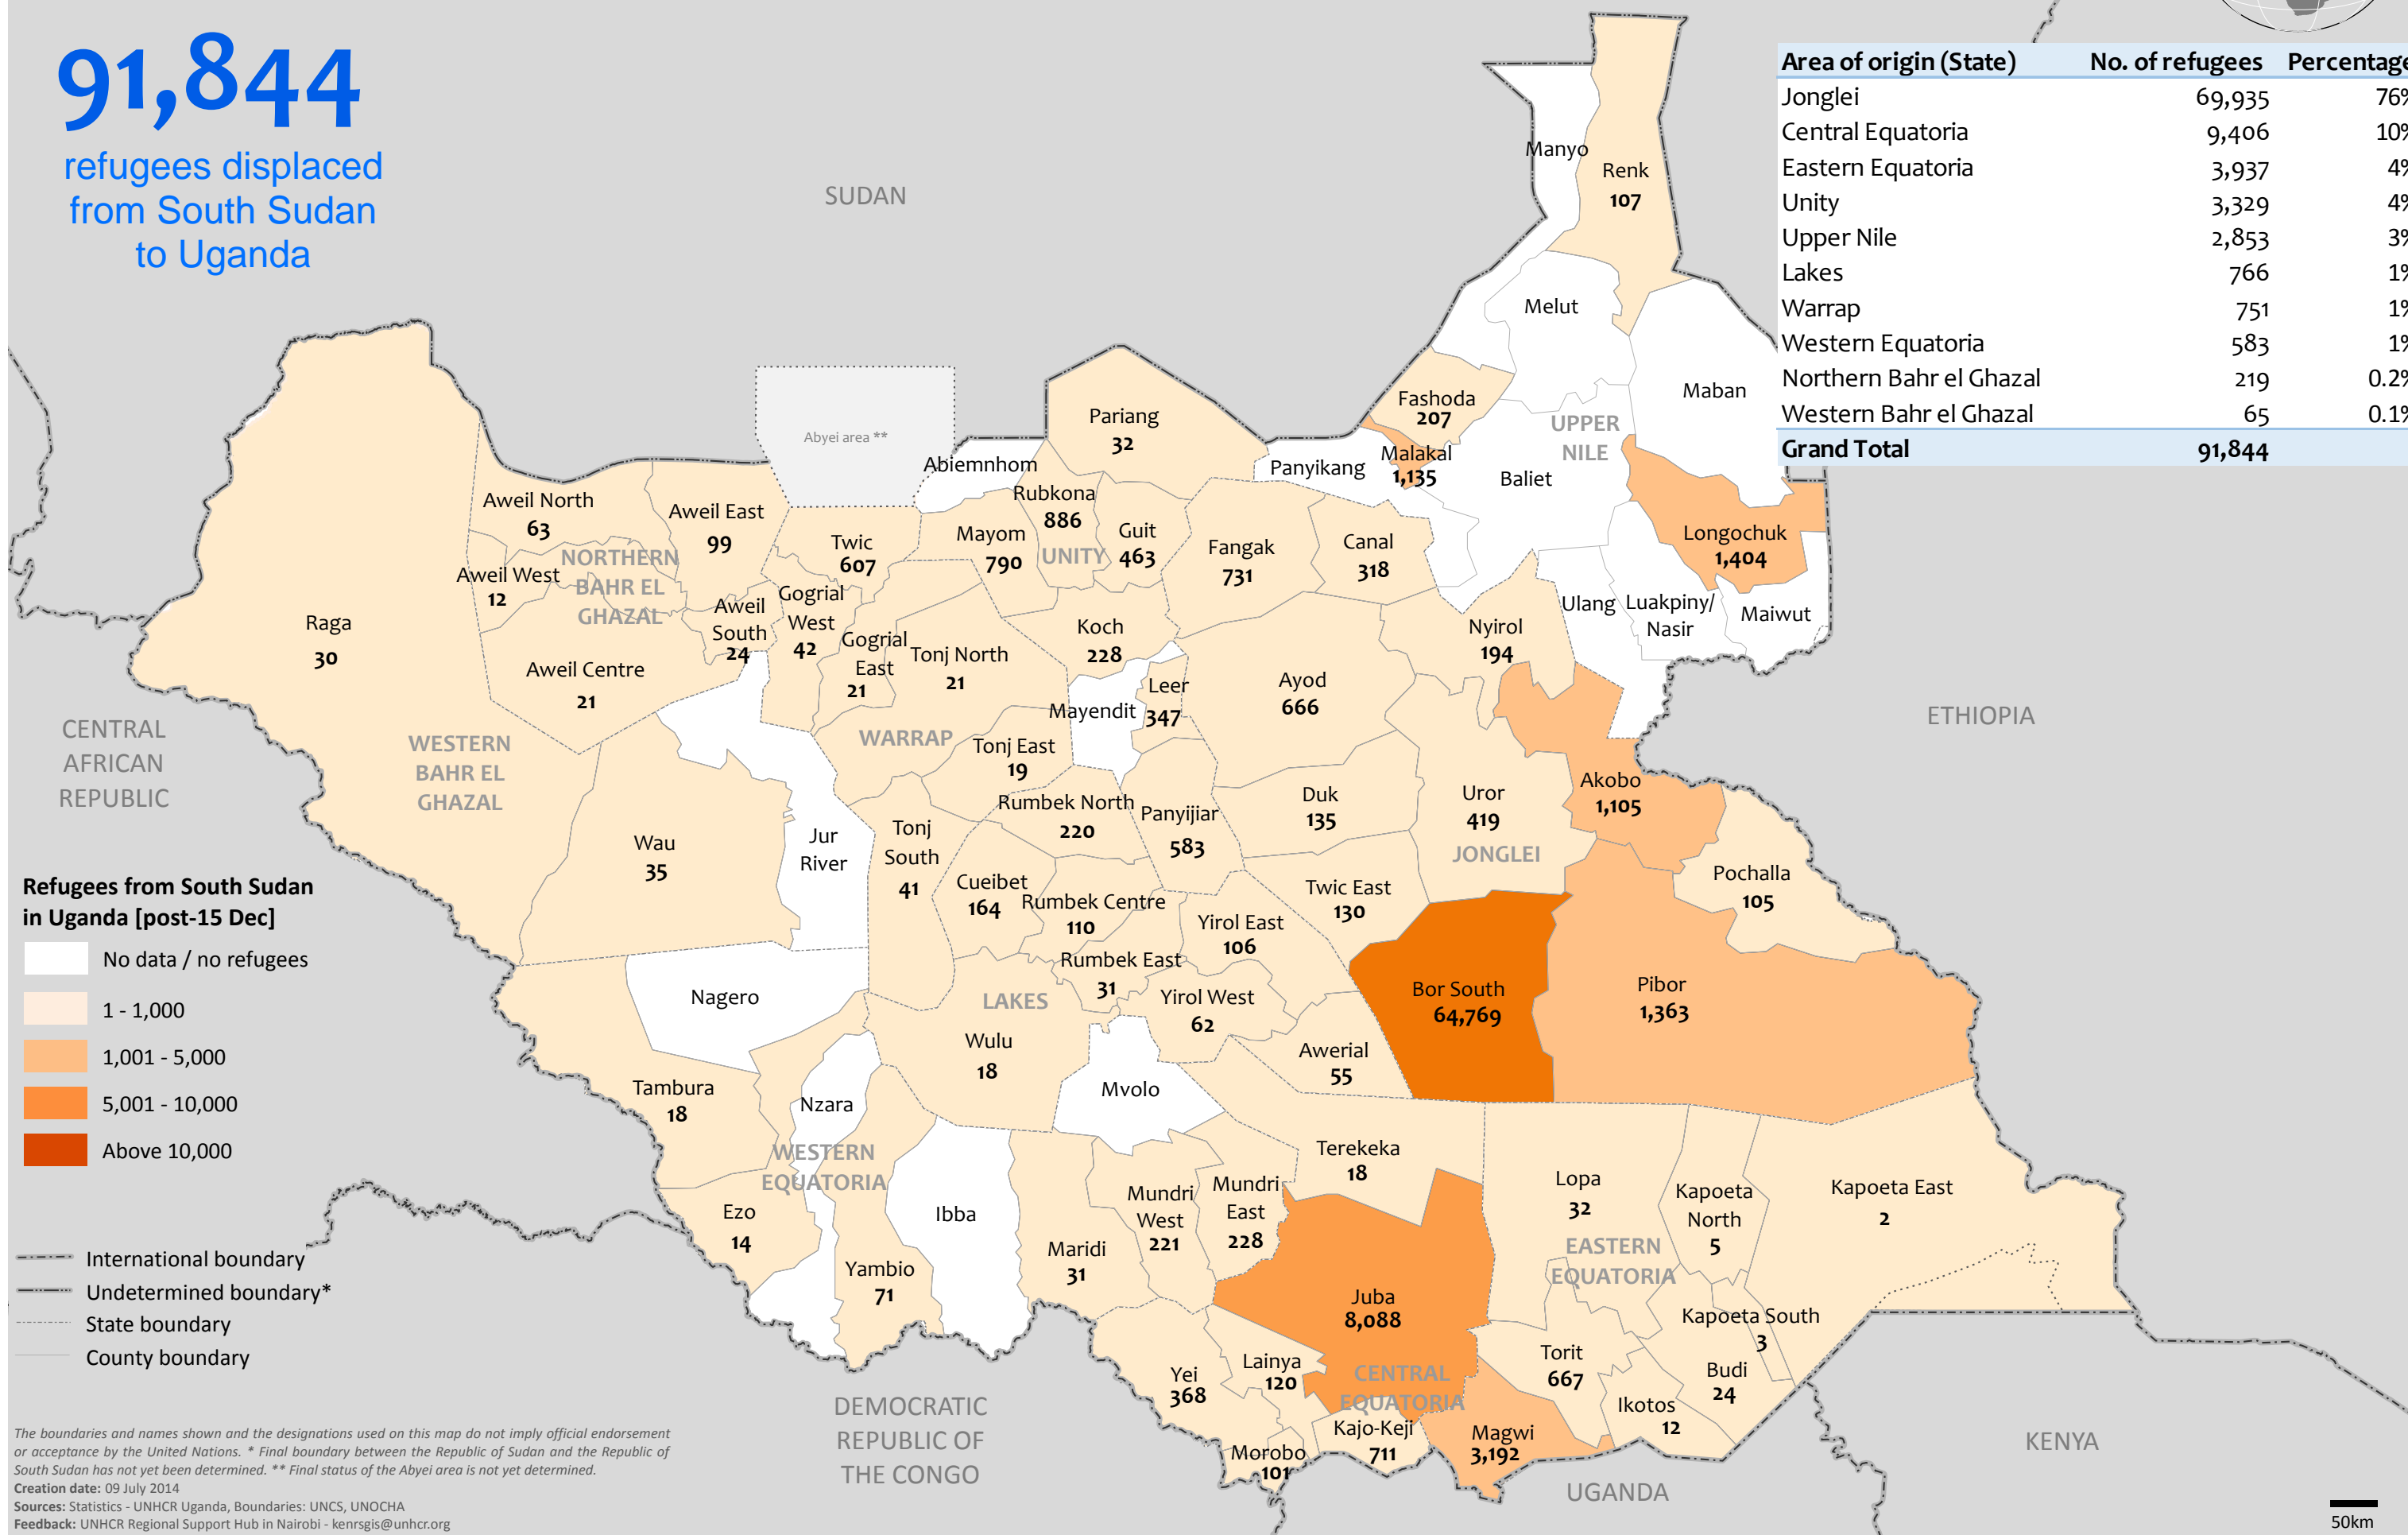 91,844
refugees displaced
from South Sudan
to Uganda
Area of origin (State) No. of refugees Percentage
Jonglei 69,935 76%
Central Equatoria 9,406 10%
Eastern Equatoria 3,937 4%
Unity 3,329 4%
Upper Nile 2,853 3%
Lakes 766 1%
Warrap 751 1%
Western Equatoria 583 1%
Northern Bahr el Ghazal 219 0.2%
Western Bahr el Ghazal 65 0.1%
Grand Total 91,844
SUDAN
Manyo
Renk
107
Melut
Maban
Fashoda
207
UPPER
NILE
Malakal
1,135
Panyikang
Baliet
Longochuk
1,404
Ulang
Luakpiny/
Nasir
Maiwut
Abyei area **
Abiemnhom
Pariang
32
Rubkona
886
Mayom
790
UNITY
Guit
463
Fangak
731
Canal
318
Nyirol
194
Aweil North
63
Aweil East
99
NORTHERN
BAHR EL
GHAZAL
Aweil West
12
Aweil
South
24
Aweil Centre
21
Twic
607
Gogrial
West
42
Gogrial
East
21
Tonj North
21
Koch
228
Leer
347
Mayendit
Ayod
666
Raga
30
WESTERN
BAHR EL
GHAZAL
WARRAP
Tonj East
19
CENTRAL
AFRICAN
REPUBLIC
ETHIOPIA
Wau
35
Jur
River
Tonj
South
41
Rumbek North
220
Panyijiar
583
Duk
135
Uror
419
JONGLEI
Akobo
1,105
Pochalla
105
Cueibet
164
Rumbek Centre
110
Yirol East
106
Twic East
130
Rumbek East
31
LAKES
Yirol West
62
Bor South
64,769
Pibor
1,363
Nagero
Wulu
18
Awerial
55
Mvolo
Tambura
18
Nzara
WESTERN
EQUATORIA
Ezo
14
Yambio
71
Ibba
Maridi
31
Mundri
West
221
Mundri
East
228
Terekeka
18
Lopa
32
Kapoeta
North
5
Kapoeta East
2
EASTERN
EQUATORIA
Juba
8,088
Kapoeta South
3
Torit
667
Budi
24
Ikotos
12
Yei
368
Lainya
120
CENTRAL
EQUATORIA
Kajo-Keji
711
Morobo
101
Magwi
3,192
DEMOCRATIC
REPUBLIC OF
THE CONGO
UGANDA
KENYA
Refugees from South Sudan
in Uganda [post-15 Dec]
No data / no refugees
1 - 1,000
1,001 - 5,000
5,001 - 10,000
Above 10,000
International boundary
Undetermined boundary*
State boundary
County boundary
The boundaries and names shown and the designations used on this map do not imply official endorsement
or acceptance by the United Nations. * Final boundary between the Republic of Sudan and the Republic of
South Sudan has not yet been determined. ** Final status of the Abyei area is not yet determined.
Creation date: 09 July 2014
Sources: Statistics - UNHCR Uganda, Boundaries: UNCS, UNOCHA
Feedback: UNHCR Regional Support Hub in Nairobi - kenrsgis@unhcr.org
50km